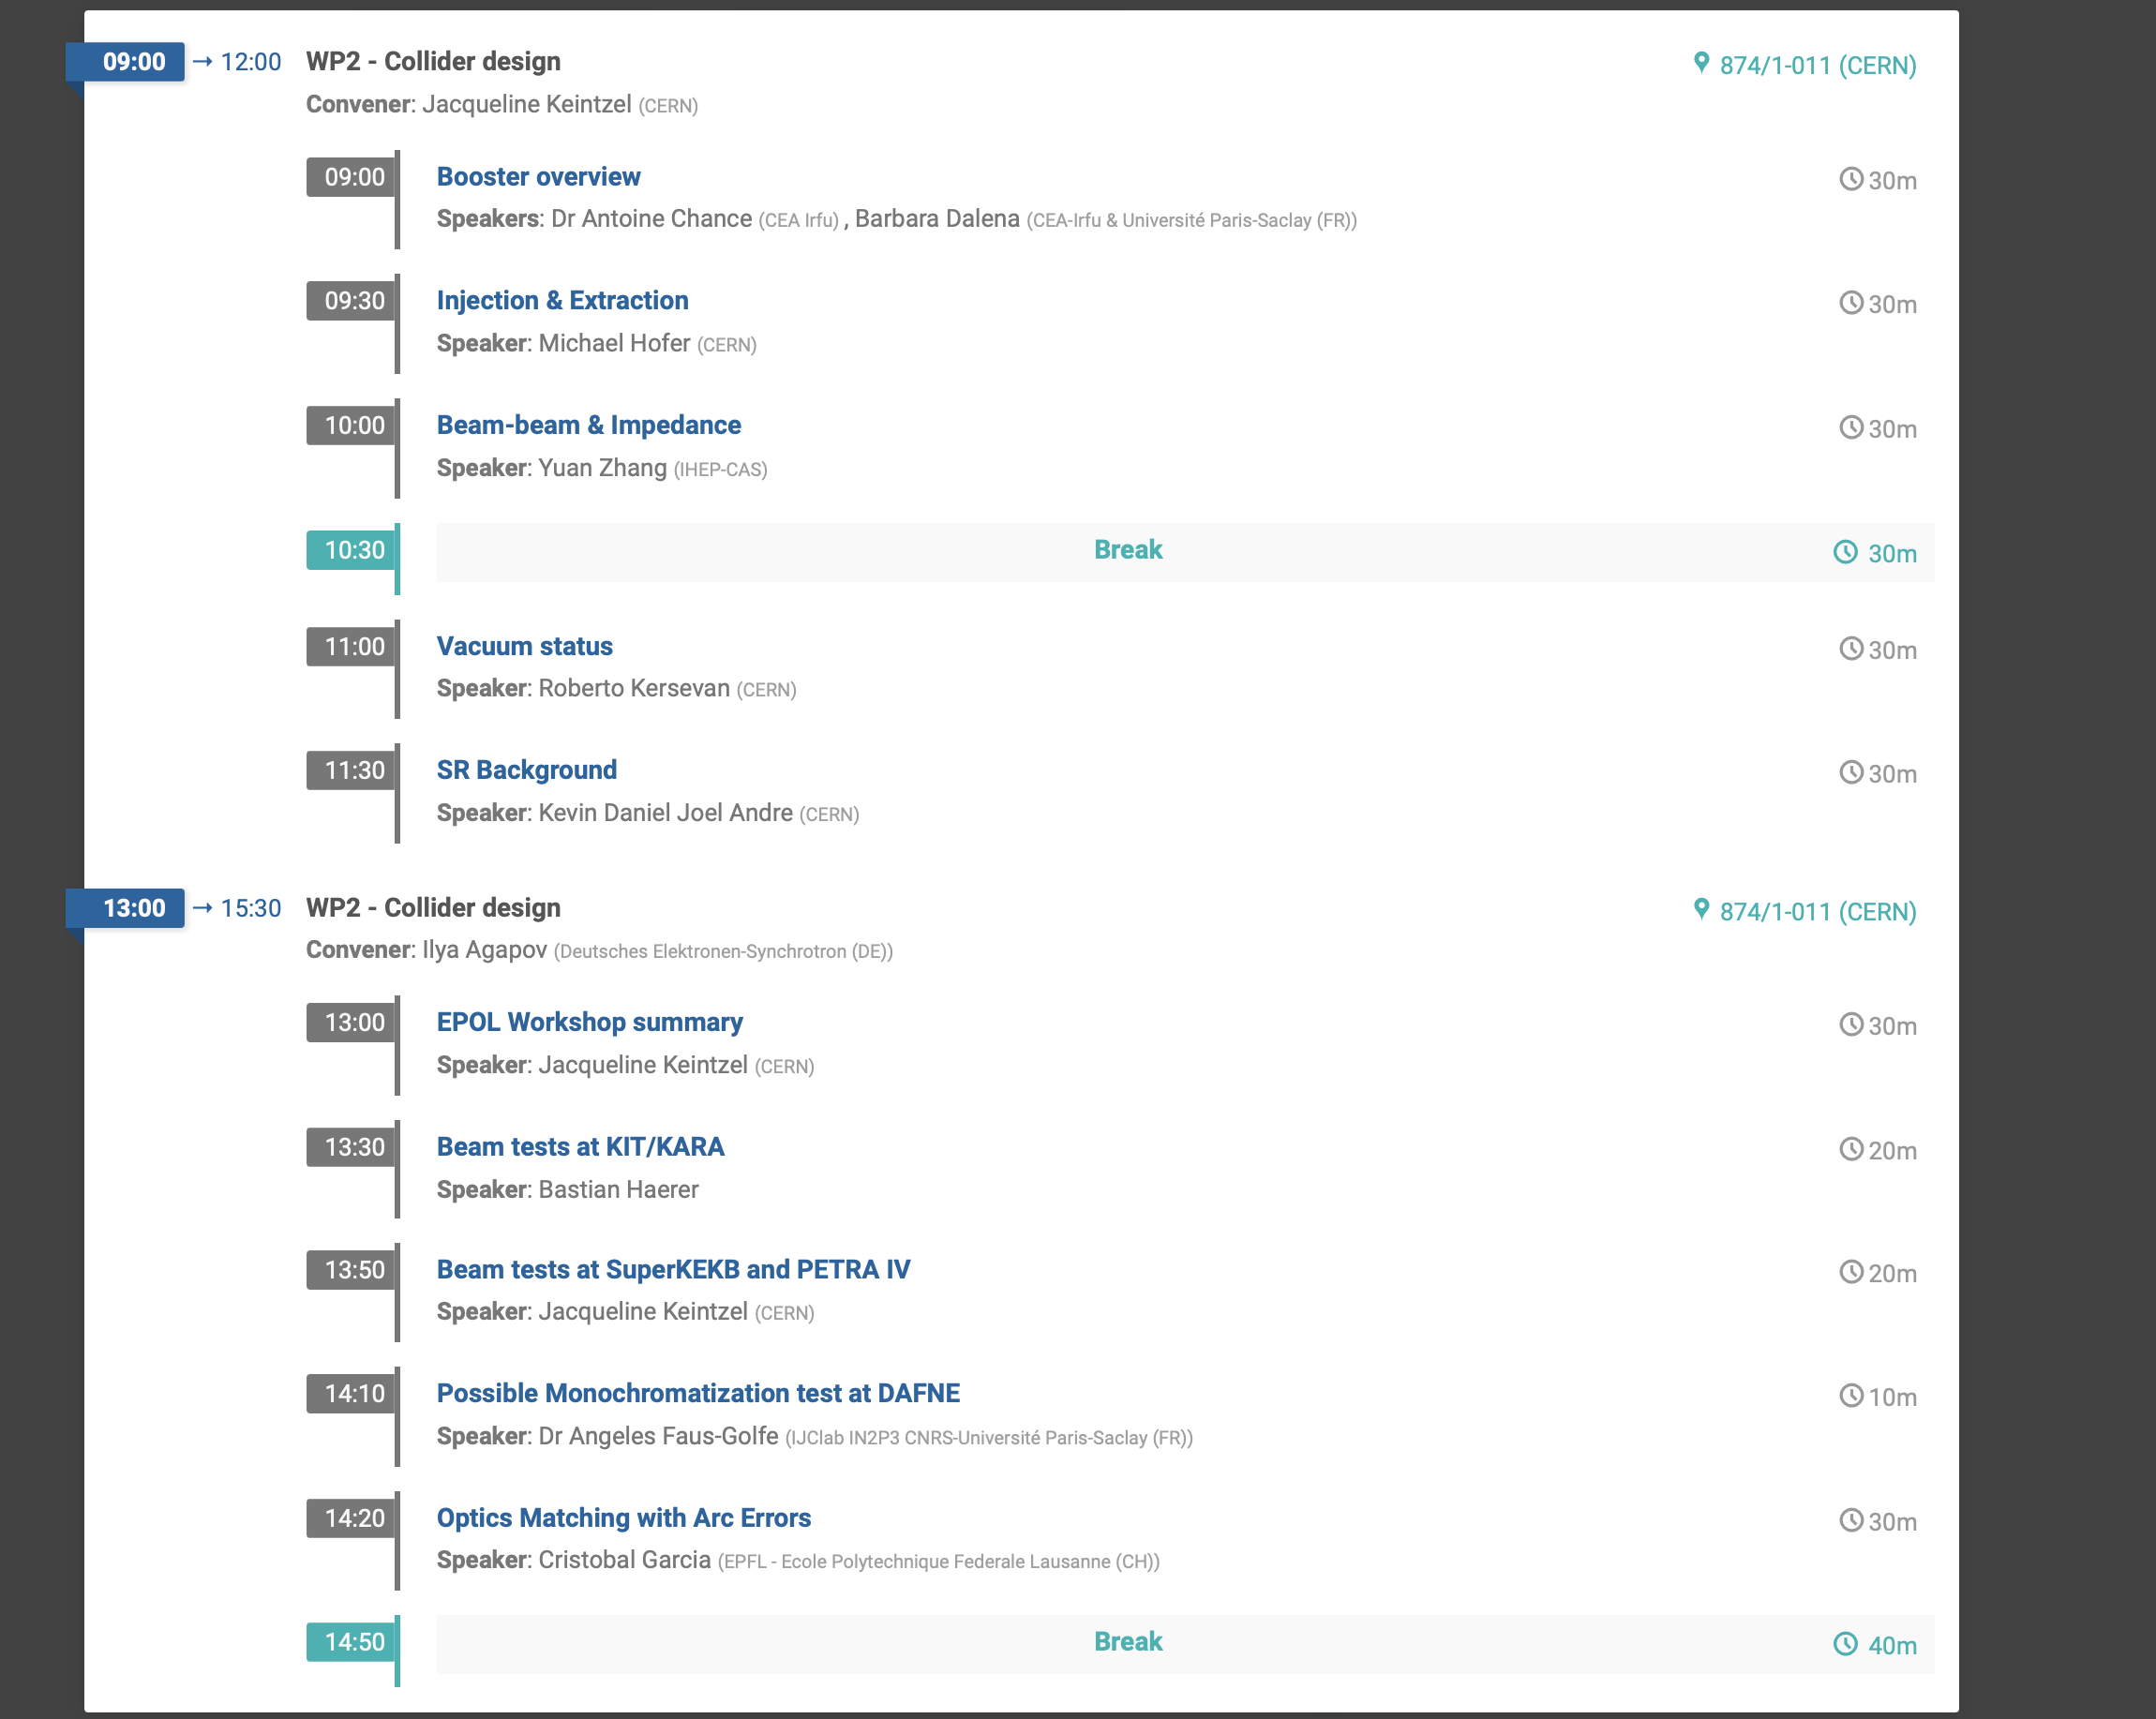 09:00 → 12:00 WP2 - Collider design 874/1-011 (CERN)
Convener: Jacqueline Keintzel (CERN)
09:00 Booster overview 30m
Speakers: Dr Antoine Chance (CEA Irfu) , Barbara Dalena (CEA-Irfu & Université Paris-Saclay (FR))
09:30 Injection & Extraction 30m
Speaker: Michael Hofer (CERN)
10:00 Beam-beam & Impedance 30m
Speaker: Yuan Zhang (IHEP-CAS)
10:30 Break 30m
11:00 Vacuum status 30m
Speaker: Roberto Kersevan (CERN)
11:30 SR Background 30m
Speaker: Kevin Daniel Joel Andre (CERN)
13:00 → 15:30 WP2 - Collider design 874/1-011 (CERN)
Convener: Ilya Agapov (Deutsches Elektronen-Synchrotron (DE))
13:00 EPOL Workshop summary 30m
Speaker: Jacqueline Keintzel (CERN)
13:30 Beam tests at KIT/KARA 20m
Speaker: Bastian Haerer
13:50 Beam tests at SuperKEKB and PETRA IV 20m
Speaker: Jacqueline Keintzel (CERN)
14:10 Possible Monochromatization test at DAFNE 10m
Speaker: Dr Angeles Faus-Golfe (IJClab IN2P3 CNRS-Université Paris-Saclay (FR))
14:20 Optics Matching with Arc Errors 30m
Speaker: Cristobal Garcia (EPFL - Ecole Polytechnique Federale Lausanne (CH))
14:50 Break 40m